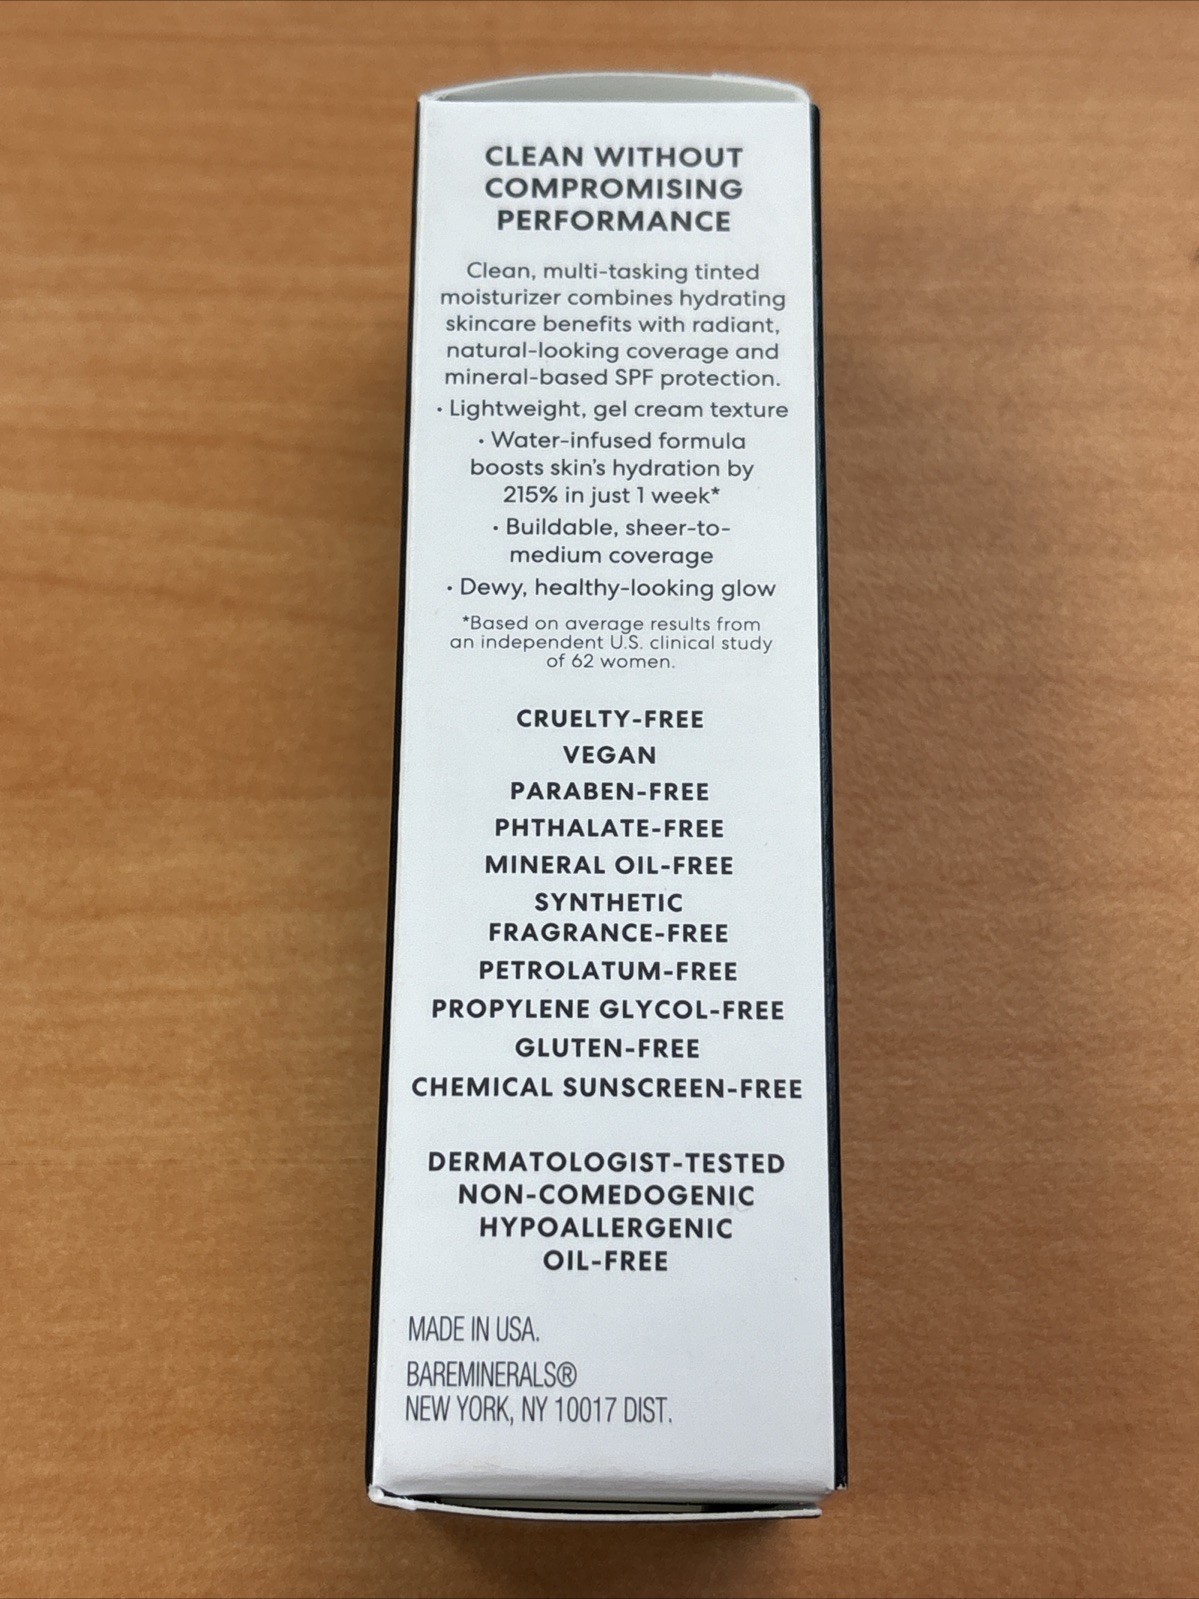 CLEAN WITHOUT
COMPROMISING
PERFORMANCE
Clean, multi-tasking tinted
moisturizer combines hydrating
skincare benefits with radiant,
natural-looking coverage and
mineral-based SPF protection.
• Lightweight, gel cream texture
• Water-infused formula
boosts skin's hydration by
215% in just 1 week*
• Buildable, sheer-to-
medium coverage
• Dewy, healthy-looking glow
*Based on average results from
an independent U.S. clinical study
of 62 women.
CRUELTY-FREE
VEGAN
PARABEN-FREE
PHTHALATE-FREE
MINERAL OIL-FREE
SYNTHETIC
FRAGRANCE-FREE
PETROLATUM-FREE
PROPYLENE GLYCOL-FREE
GLUTEN-FREE
CHEMICAL SUNSCREEN-FREE
DERMATOLOGIST-TESTED
NON-COMEDOGENIC
HYPOALLERGENIC
OIL-FREE
MADE IN USA.
BAREMINERALS®
NEW YORK, NY 10017 DIST.